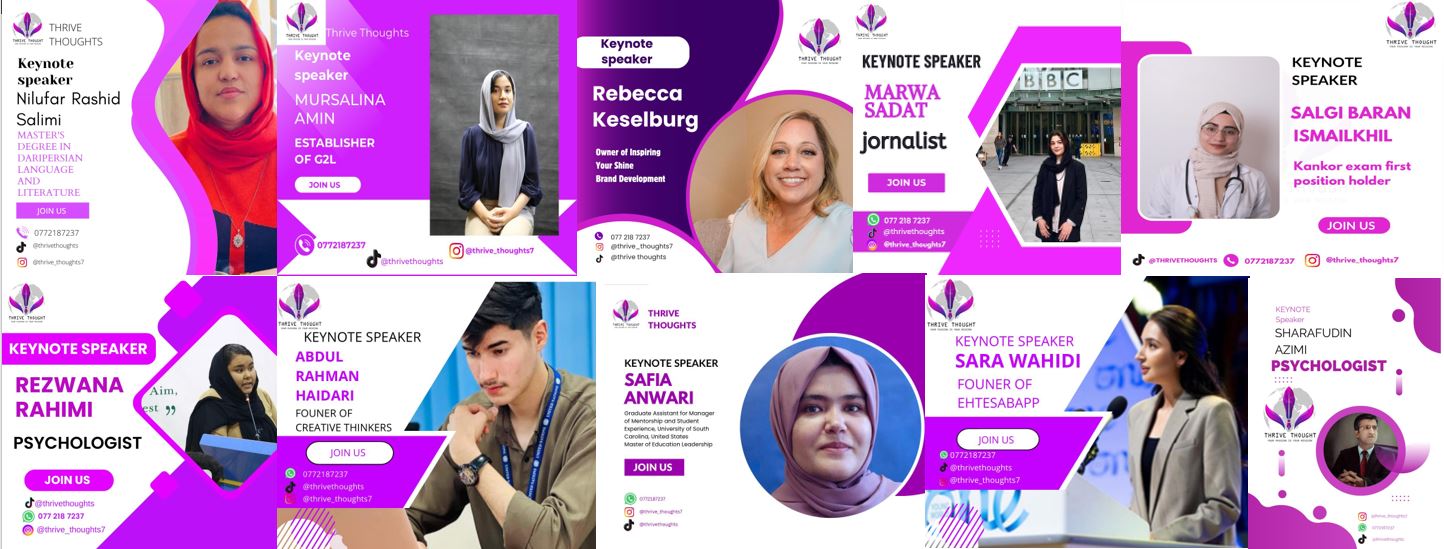 THRIVE THOUGHT
THRIVE
THOUGHTS
Keynote
speaker
Nilufar Rashid
Salimi
MASTER'S
DEGREE IN
DARIPERSIAN
LANGUAGE
AND
LITERATURE
JOIN US
0772187237
@thrivethoughts
@thrive_thoughts7
THRIVE THOUGHT
Thrive Thoughts
Keynote
speaker
MURSALINA
AMIN
ESTABLISHER
OF G2L
JOIN US
0772187237
@thrivethoughts
@thrive_thoughts7
THRIVE THOUGHT
Keynote
speaker
Rebecca
Keselburg
Owner of Inspiring
Your Shine
Brand Development
077 218 7237
@thrive_thoughts7
@thrive thoughts
THRIVE THOUGHT
KEYNOTE SPEAKER
MARWA
SADAT
jornalist
JOIN US
077 218 7237
@thrivethoughts
@thrive_thoughts7
BBC
THRIVE THOUGHT
KEYNOTE
SPEAKER
SALGI BARAN
ISMAILKHIL
Kankor exam first
position holder
JOIN US
@THRIVETHOUGHTS
0772187237
@thrive_thoughts7
THRIVE THOUGHT
KEYNOTE SPEAKER
REZWANA
RAHIMI
PSYCHOLOGIST
JOIN US
@thrivethoughts
077 218 7237
@thrive_thoughts7
Aim,
est ”
THRIVE THOUGHT
KEYNOTE SPEAKER
ABDUL
RAHMAN
HAIDARI
FOUNER OF
CREATIVE THINKERS
JOIN US
0772187237
@thrivethoughts
@thrive_thoughts7
THRIVE
THOUGHTS
KEYNOTE SPEAKER
SAFIA
ANWARI
Graduate Assistant for Manager
of Mentorship and Student
Experience, University of South
Carolina, United States
Master of Education Leadership
JOIN US
0772187237
@thrive_thoughts7
@thrivethoughts
THRIVE THOUGHT
KEYNOTE SPEAKER
SARA WAHIDI
FOUNER OF
EHTESABAPP
JOIN US
0772187237
@thrivethoughts
@thrive_thoughts7
KEYNOTE
Speaker
SHARAFUDIN
AZIMI
PSYCHOLOGIST
THRIVE THOUGHT
@thrive_thoughts7
0772187237
@thrivethoughts